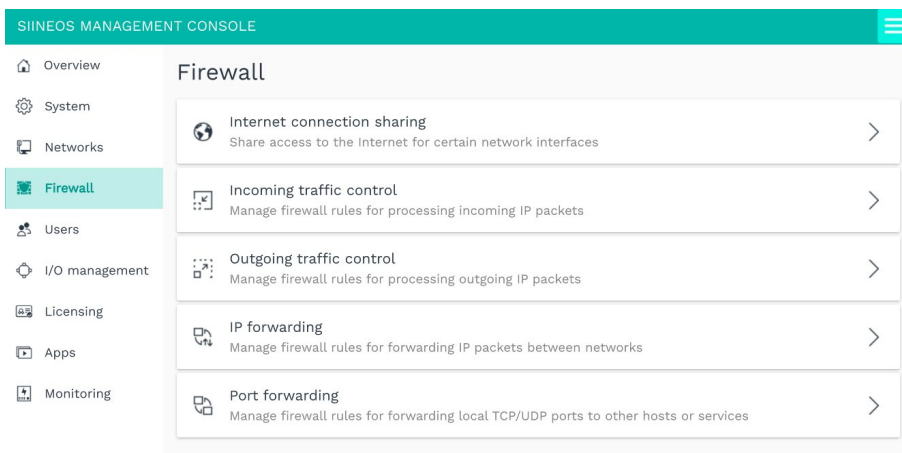 SIINEOS MANAGEMENT CONSOLE
Overview
System
Networks
Firewall
Users
I/O management
Licensing
Apps
Monitoring
Firewall
Internet connection sharing
Share access to the Internet for certain network interfaces
Incoming traffic control
Manage firewall rules for processing incoming IP packets
Outgoing traffic control
Manage firewall rules for processing outgoing IP packets
IP forwarding
Manage firewall rules for forwarding IP packets between networks
Port forwarding
Manage firewall rules for forwarding local TCP/UDP ports to other hosts or services